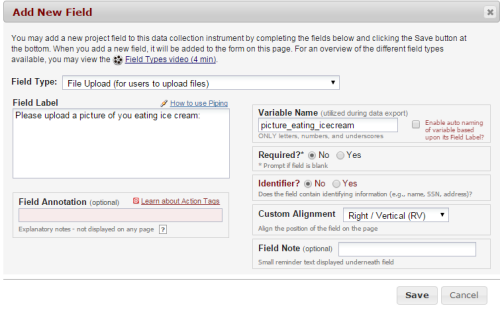 Add New Field
You may add a new project field to this data collection instrument by completing the fields below and clicking the Save button at
the bottom. When you add a new field, it will be added to the form on this page. For an overview of the different field types
available, you may view the Field Types video (4 min).
Field Type: File Upload (for users to upload files)
Field Label How to use Piping
Please upload a picture of you eating ice cream:
Field Annotation (optional) Learn about Action Tags
Explanatory notes - not displayed on any page ?
Variable Name (utilized during data export)
picture_eating_icecream
ONLY letters, numbers, and underscores
Enable auto naming
of variable based
upon its Field Label?
Required?* No Yes
* Prompt if field is blank
Identifier? No Yes
Does the field contain identifying information (e.g., name, SSN, address)?
Custom Alignment Right / Vertical (RV)
Align the position of the field on the page
Field Note (optional)
Small reminder text displayed underneath field
Save Cancel